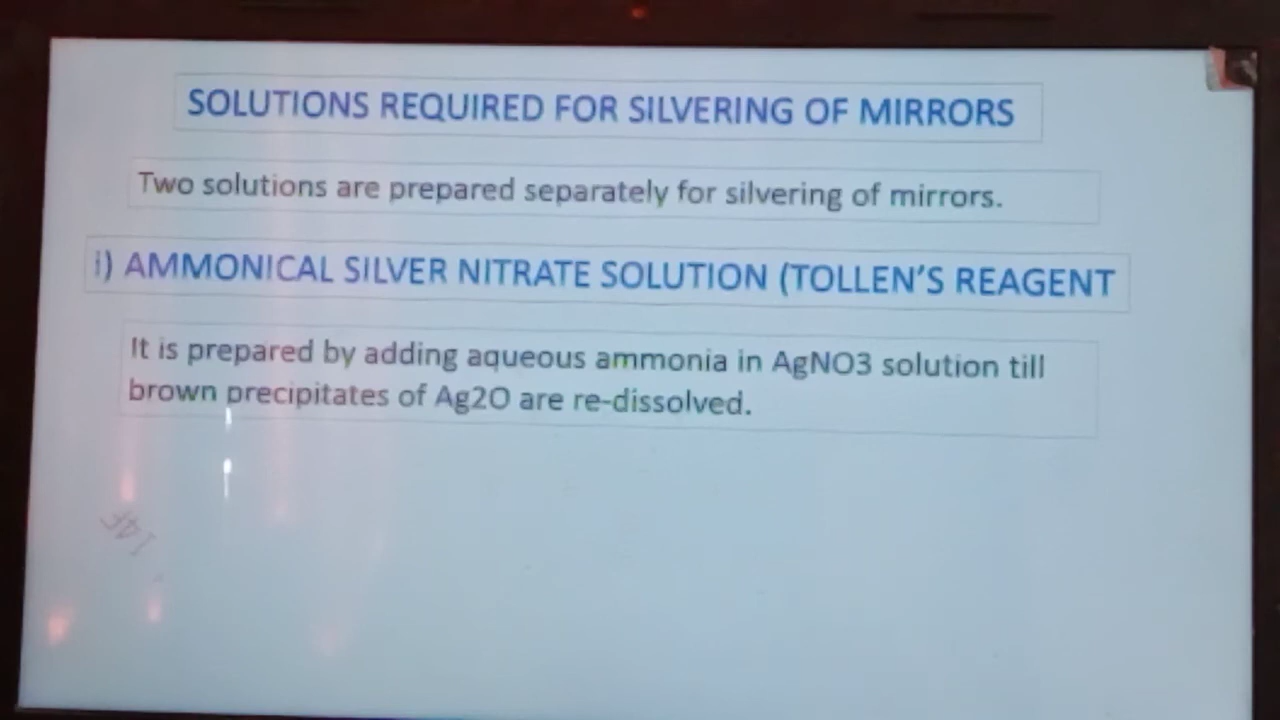 SOLUTIONS REQUIRED FOR SILVERING OF MIRRORS
Two solutions are prepared separately for silvering of mirrors.
i) AMMONICAL SILVER NITRATE SOLUTION (TOLLEN'S REAGENT
It is prepared by adding aqueous ammonia in AgNO3 solution till
brown precipitates of Ag2O are re-dissolved.